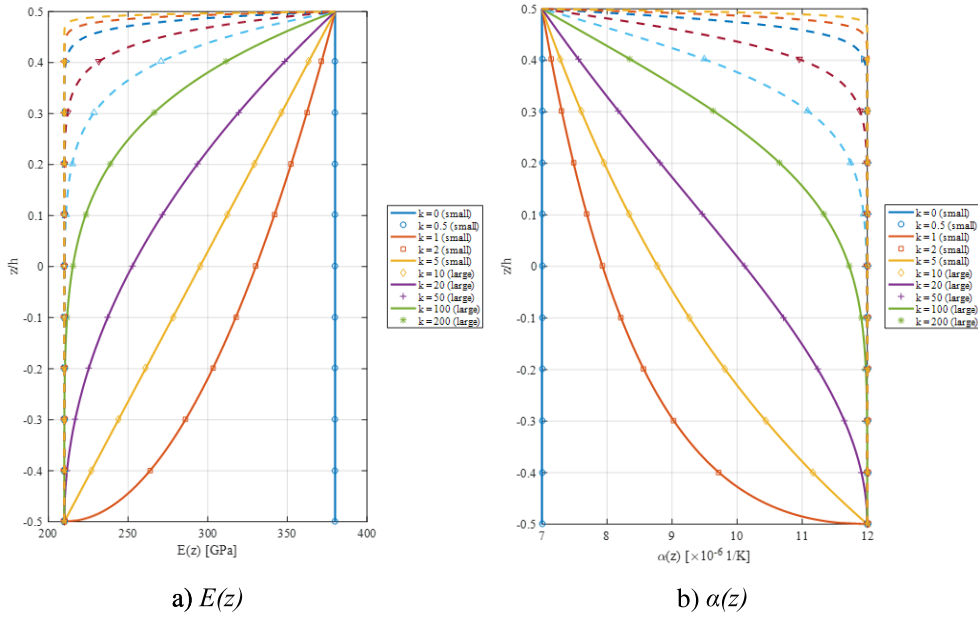 0.5
0.4
0.3
0.2
0.1
0
-0.1
-0.2
-0.3
-0.4
-0.5
z/h
200
250
300
350
400
E(z) [GPa]
k = 0 (small)
k = 0.5 (small)
k = 1 (small)
k = 2 (small)
k = 5 (small)
k = 10 (large)
k = 20 (large)
k = 50 (large)
k = 100 (large)
k = 200 (large)
a) E(z)
0.5
0.4
0.3
0.2
0.1
0
-0.1
-0.2
-0.3
-0.4
-0.5
z/h
7
8
9
10
11
12
α(z) [×10⁻⁶ 1/K]
k = 0 (small)
k = 0.5 (small)
k = 1 (small)
k = 2 (small)
k = 5 (small)
k = 10 (large)
k = 20 (large)
k = 50 (large)
k = 100 (large)
k = 200 (large)
b) α(z)